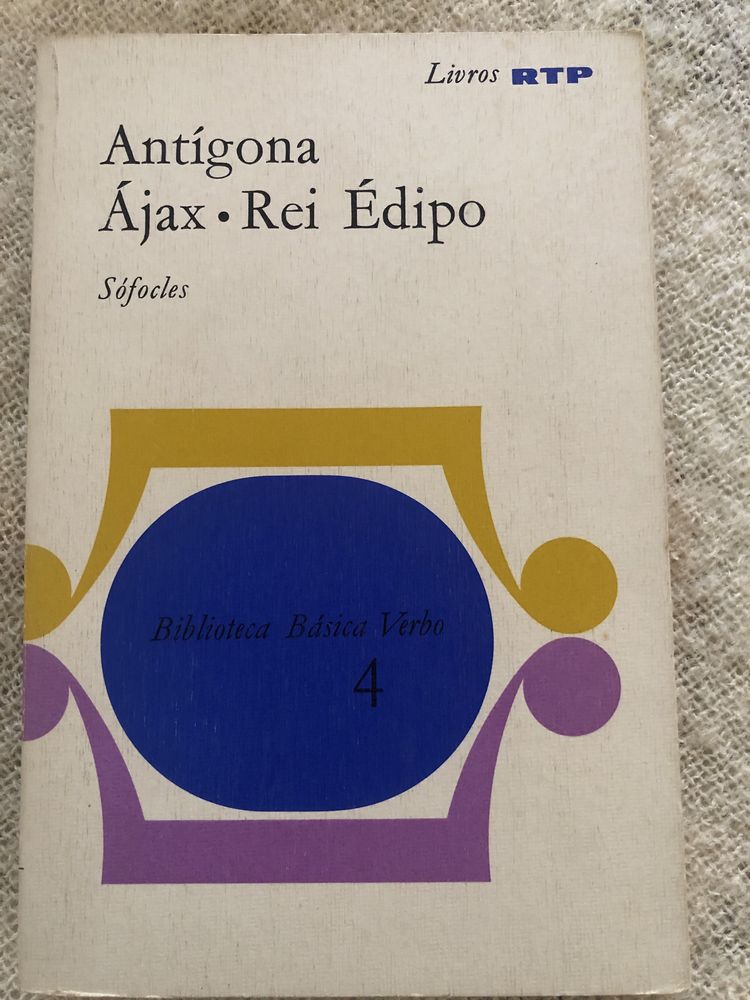 Livros RTP
Antígona
Ájax • Rei Édipo
Sófocles
Biblioteca Básica Verbo
4